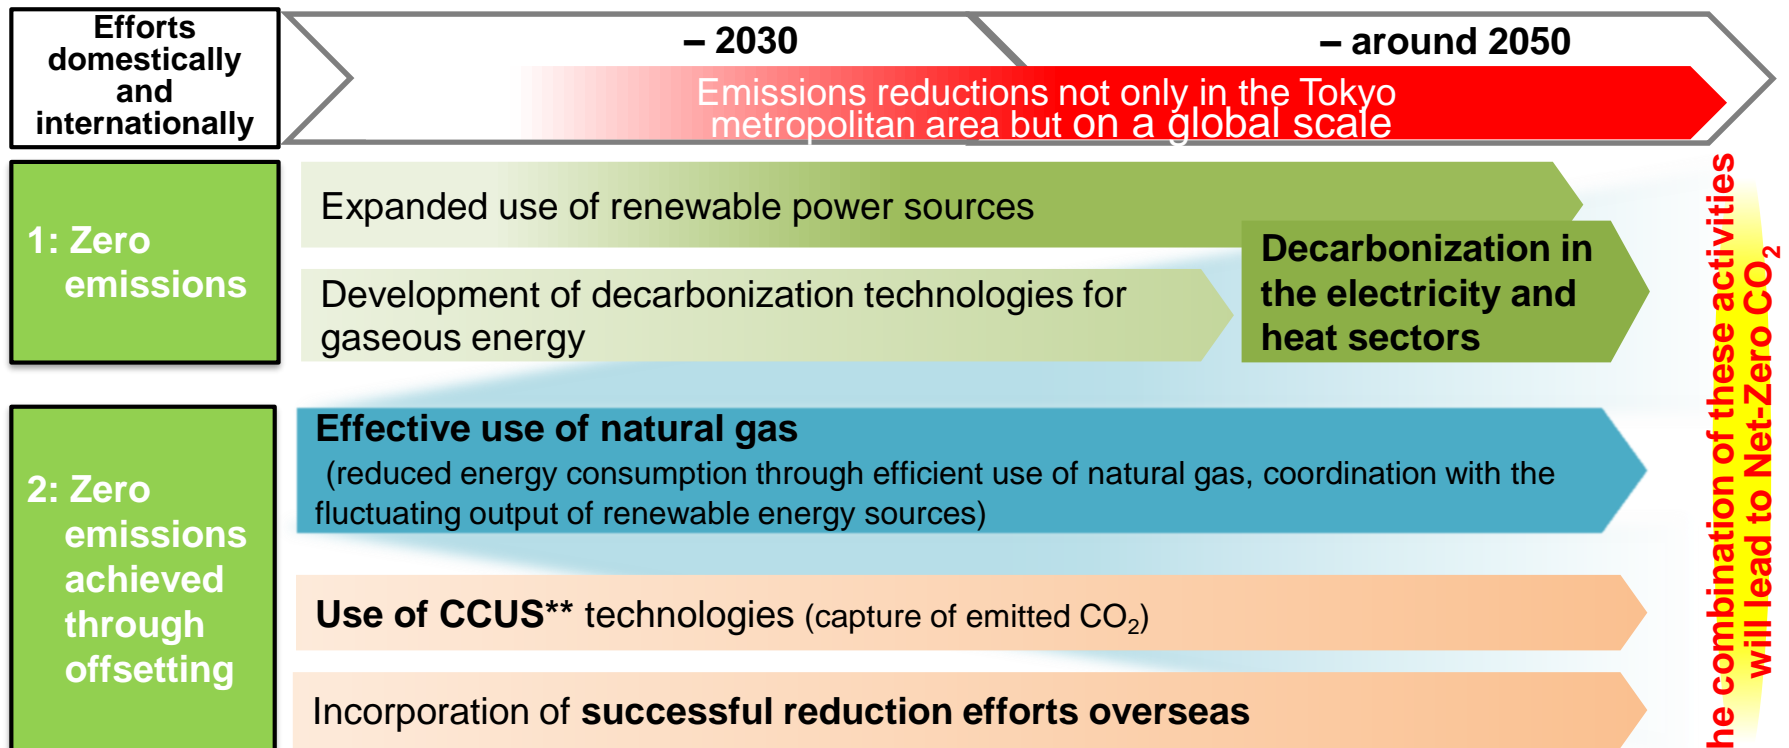 Efforts
domestically
and
internationally
– 2030
– around 2050
Emissions reductions not only in the Tokyo
metropolitan area but on a global scale
1: Zero
emissions
Expanded use of renewable power sources
Development of decarbonization technologies for
gaseous energy
Decarbonization in
the electricity and
heat sectors
2: Zero
emissions
achieved
through
offsetting
Effective use of natural gas
(reduced energy consumption through efficient use of natural gas, coordination with the
fluctuating output of renewable energy sources)
Use of CCUS** technologies (capture of emitted CO₂)
Incorporation of successful reduction efforts overseas
he combination of these activities
will lead to Net-Zero CO₂